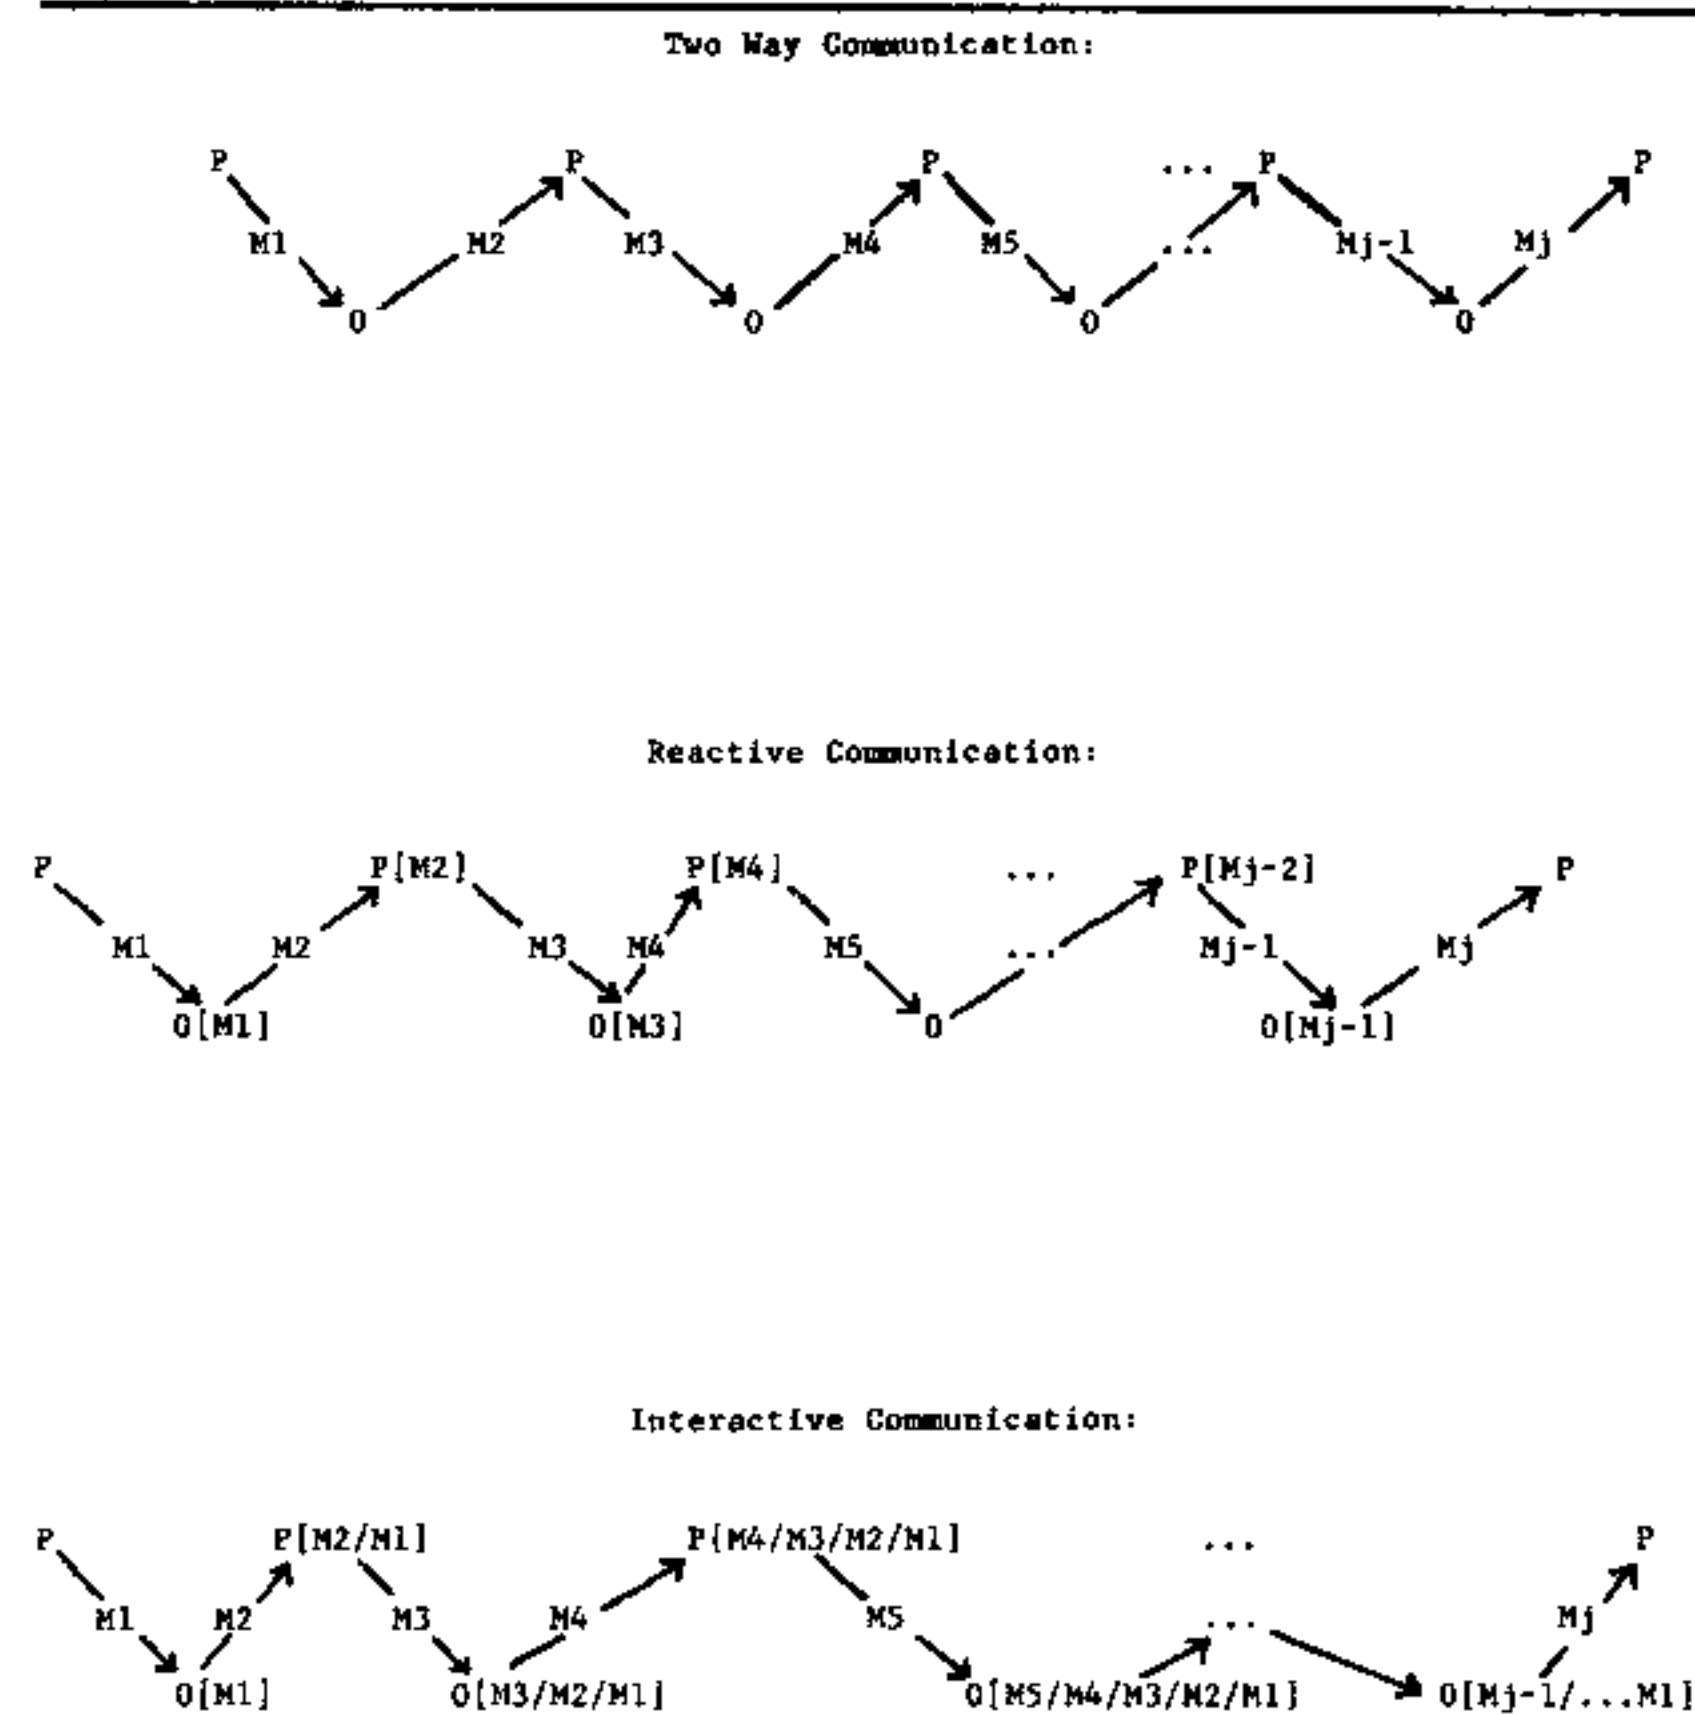 Two Way Communication:
P P P ... P P
M1 M2 M3 M4 M5 ... Mj-1 Mj
O O O O
Reactive Communication:
P P[M2] P[M4] ... P[Mj-2] P
M1 M2 M3 M4 M5 ... Mj-1 Mj
O[M1] O[M3] O O[Mj-1]
Interactive Communication:
P P[M2/M1] P[M4/M3/M2/M1] ... P
M1 M2 M3 M4 M5 ... Mj
O[M1] O[M3/M2/M1] O[M5/M4/M3/M2/M1] O[Mj-1/...M1]